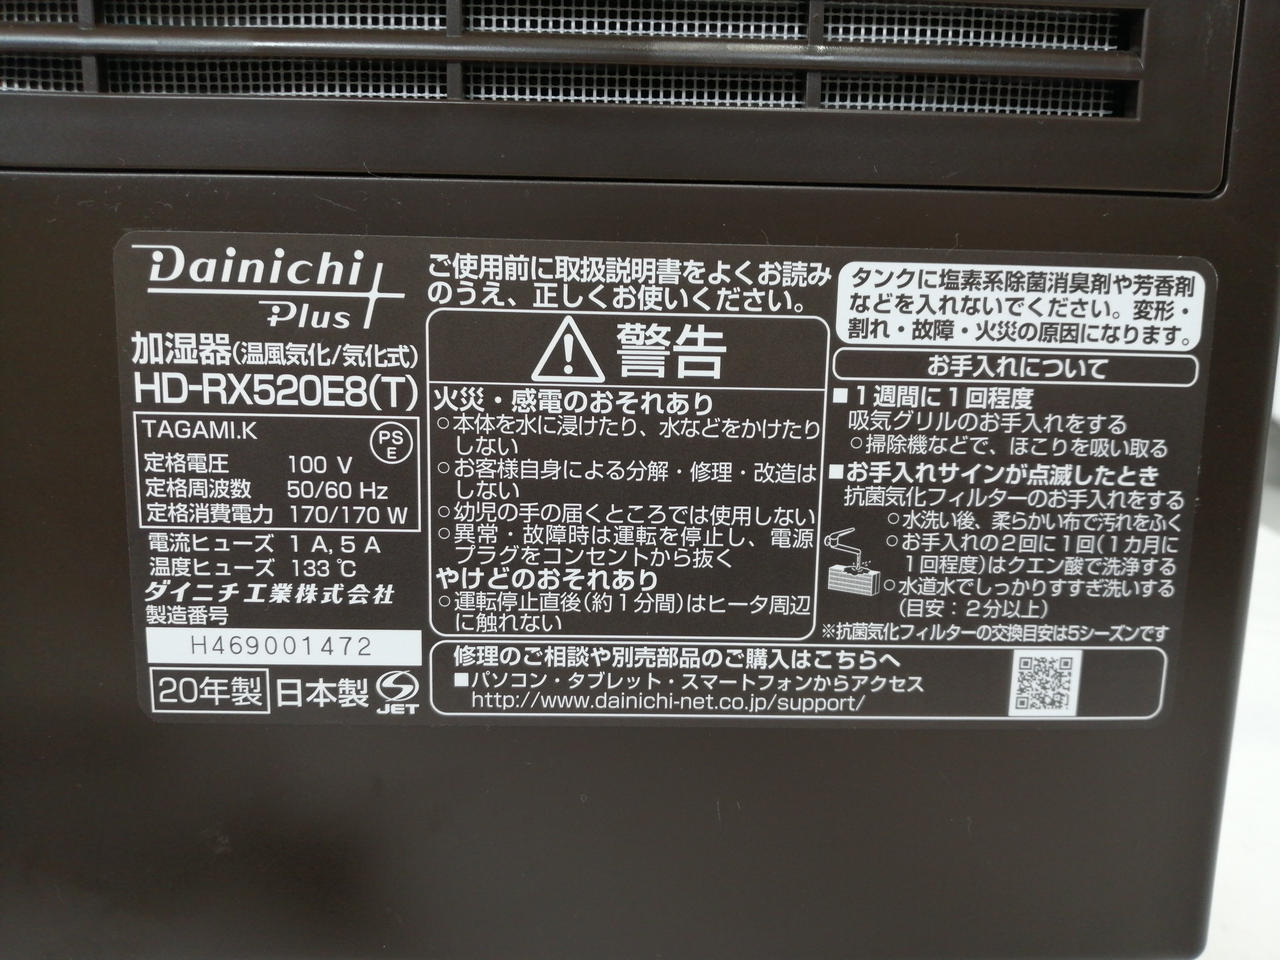 Dainichi
Plus
加湿器(温風気化/気化式)
HD-RX520E8(T)
TAGAMI.K
PS
E
定格電圧 100 V
定格周波数 50/60 Hz
定格消費電力 170/170 W
電流ヒューズ 1 A, 5 A
温度ヒューズ 133 ℃
ダイニチ工業株式会社
製造番号
H469001472
20年製 日本製 JET
ご使用前に取扱説明書をよくお読み
のうえ、正しくお使いください。
警告
火災・感電のおそれあり
○本体を水に浸けたり、水などをかけたり
しない
○お客様自身による分解・修理・改造は
しない
○幼児の手の届くところでは使用しない
○異常・故障時は運転を停止し、電源
プラグをコンセントから抜く
やけどのおそれあり
○運転停止直後(約1分間)はヒータ周辺
に触れない
タンクに塩素系除菌消臭剤や芳香剤
などを入れないでください。変形・
割れ・故障・火災の原因になります。
お手入れについて
■1週間に1回程度
吸気グリルのお手入れをする
○掃除機などで、ほこりを吸い取る
■お手入れサインが点滅したとき
抗菌気化フィルターのお手入れをする
○水洗い後、柔らかい布で汚れをふく
○お手入れの2回に1回(1カ月に
1回程度)はクエン酸で洗浄する
○水道水でしっかりすすぎ洗いする
(目安：2分以上)
※抗菌気化フィルターの交換目安は5シーズンです
修理のご相談や別売部品のご購入はこちらへ
■パソコン・タブレット・スマートフォンからアクセス
http://www.dainichi-net.co.jp/support/